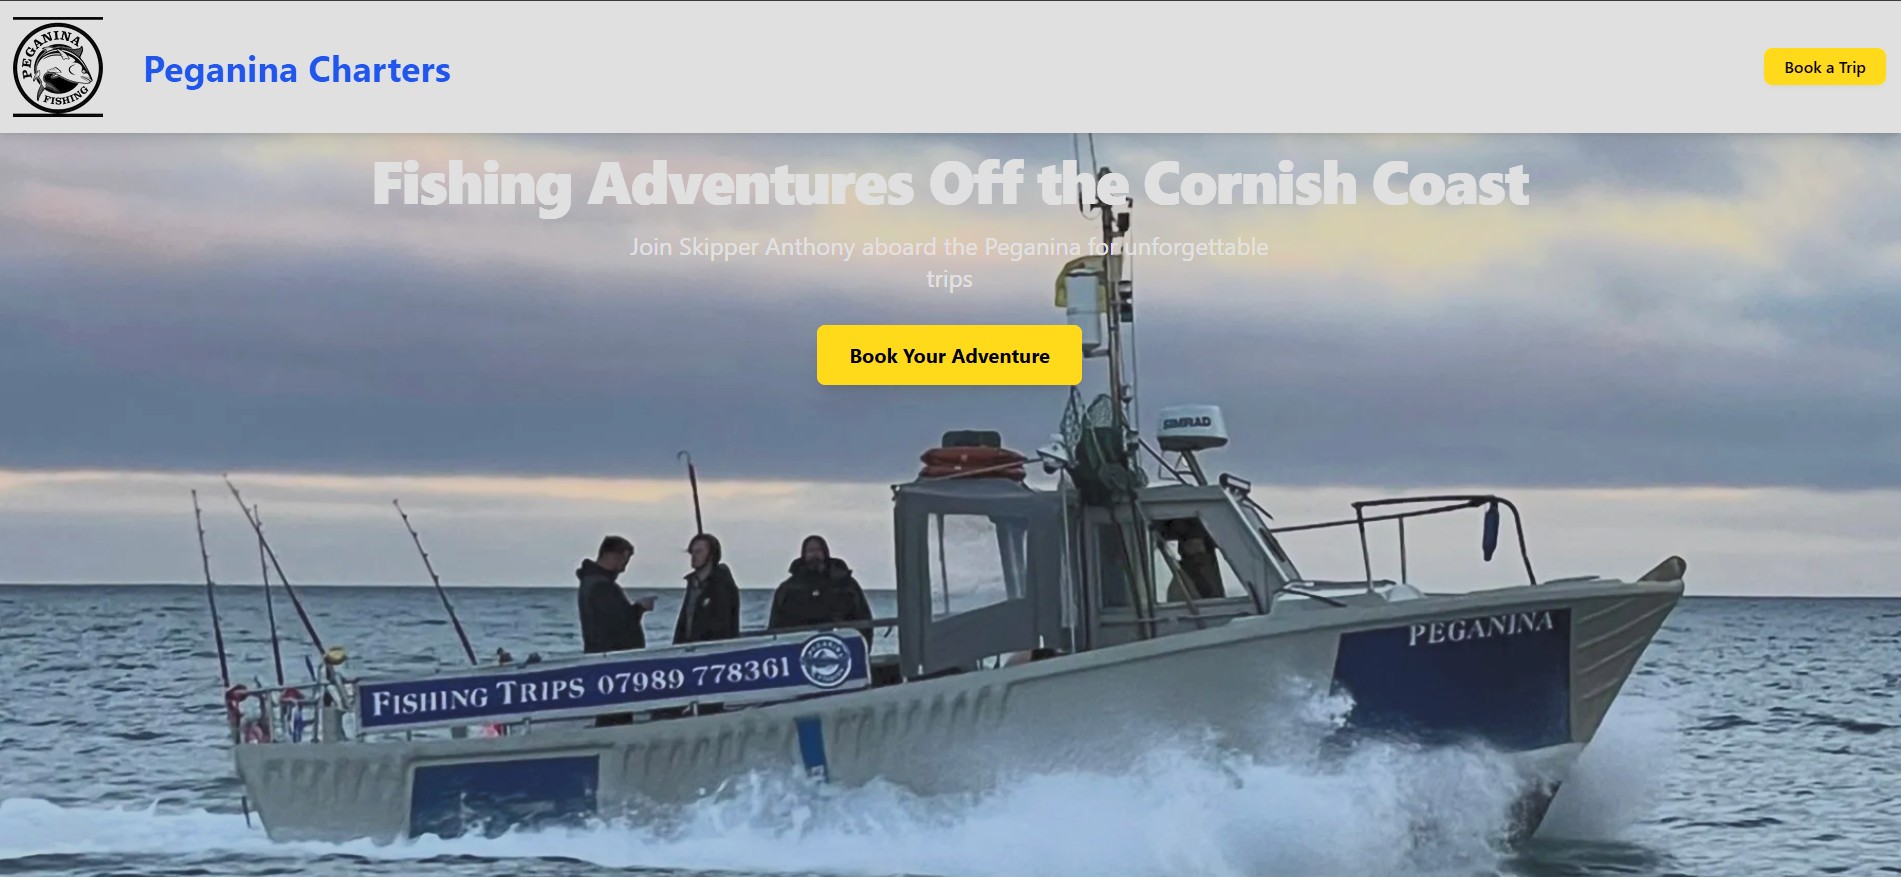 PEGANINA
FISHING
Peganina Charters
Book a Trip
Fishing Adventures Off the Cornish Coast
Join Skipper Anthony aboard the Peganina for unforgettable
trips
Book Your Adventure
SIMRAD
PEGANINA
FISHING TRIPS 07989 778361